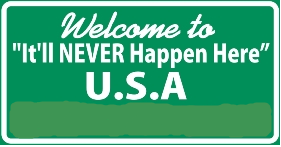 Welcome to
"It'll NEVER Happen Here”
U.S.A